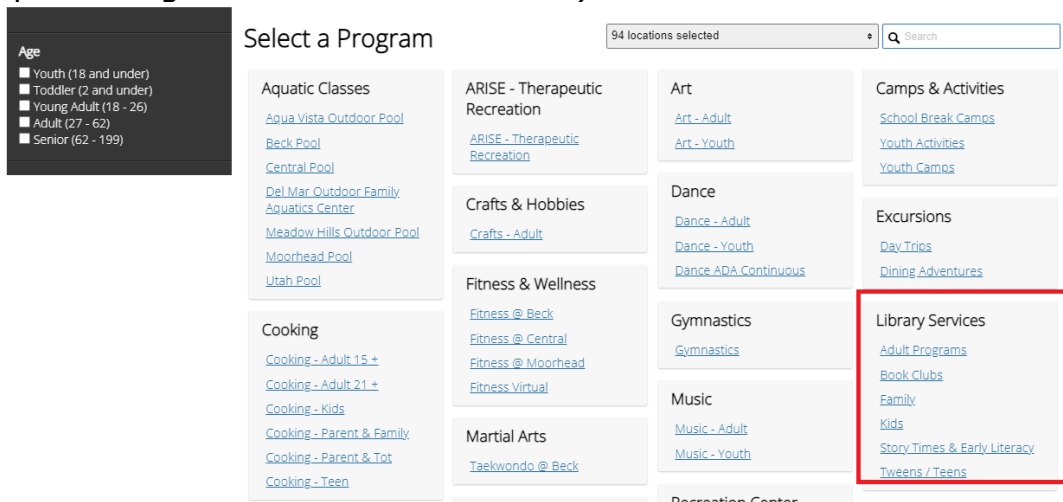 Age
Youth (18 and under)
Toddler (2 and under)
Young Adult (18 - 26)
Adult (27 - 62)
Senior (62 - 199)
Select a Program
94 locations selected
Search
Aquatic Classes
Aqua Vista Outdoor Pool
Beck Pool
Central Pool
Del Mar Outdoor Family
Aquatics Center
Meadow Hills Outdoor Pool
Moorhead Pool
Utah Pool
Cooking
Cooking - Adult 15 +
Cooking - Adult 21 +
Cooking - Kids
Cooking - Parent & Family
Cooking - Parent & Tot
Cooking - Teen
ARISE - Therapeutic
Recreation
ARISE - Therapeutic
Recreation
Crafts & Hobbies
Crafts - Adult
Fitness & Wellness
Fitness @ Beck
Fitness @ Central
Fitness @ Moorhead
Fitness Virtual
Martial Arts
Taekwondo @ Beck
Art
Art - Adult
Art - Youth
Dance
Dance - Adult
Dance - Youth
Dance ADA Continuous
Gymnastics
Gymnastics
Music
Music - Adult
Music - Youth
Recreation Center
Camps & Activities
School Break Camps
Youth Activities
Youth Camps
Excursions
Day Trips
Dining Adventures
Library Services
Adult Programs
Book Clubs
Family
Kids
Story Times & Early Literacy
Tweens / Teens